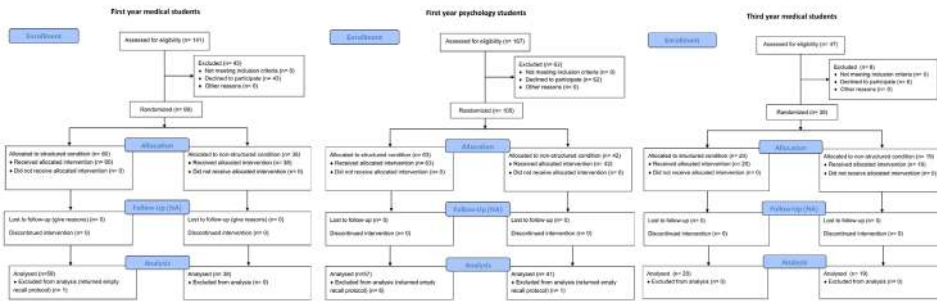 First year medical students
Enrollment
Assessed for eligibility (n= 141)
Excluded (n= 43)
♦ Not meeting inclusion criteria (n= 0)
♦ Declined to participate (n= 43)
♦ Other reasons (n= 0)
Randomized (n=
Allocation
Allocated to structured condition (n= 60)
♦ Received allocated intervention (n= 60)
♦ Did not receive allocated intervention (n= 0)
Allocated to non-structured condition (n=
♦ Received allocated intervention (n=
♦ Did not receive allocated intervention (n=
Follow-Up (NA)
Lost to follow-up (give reasons) (n= 0)
Discontinued intervention (n= 0)
Lost to follow-up (give reasons) (n= 0)
Discontinued intervention (n= 0)
Analysis
Analysed (n=
♦ Excluded from analysis (returned empty
recall protocol) (n= 1)
Analysed (n=
♦ Excluded from analysis (n= 0)
First year psychology students
Enrollment
Assessed for eligibility (n= 167)
Excluded (n=
♦ Not meeting inclusion criteria (n= 0)
♦ Declined to participate (n= 62)
♦ Other reasons (n= 0)
Randomized (n=
Allocation
Allocated to structured condition (n= 63)
♦ Received allocated intervention (n= 63)
♦ Did not receive allocated intervention (n= 0)
Allocated to non-structured condition (n= 42)
♦ Received allocated intervention (n= 42)
♦ Did not receive allocated intervention (n= 0)
Follow-Up (NA)
Lost to follow-up (n= 0)
Discontinued intervention (n= 0)
Lost to follow-up (n= 0)
Discontinued intervention (n= 0)
Analysis
Analysed (n=57)
♦ Excluded from analysis (returned empty
recall protocol) (n= 6)
Analysed (n= 41)
♦ Excluded from analysis (returned empty
recall protocol) (n= 1)
Third year medical students
Enrollment
Assessed for eligibility (n=
Excluded (n=
♦ Not meeting inclusion criteria (n= 0)
♦ Declined to participate (n=
♦ Other reasons (n= 0)
Randomized (n=
Allocation
Allocated to structured condition (n= 20)
♦ Received allocated intervention (n= 20)
♦ Did not receive allocated intervention (n= 0)
Allocated to non-structured condition (n= 19)
♦ Received allocated intervention (n= 19)
♦ Did not receive allocated intervention (n= 0)
Follow-Up (NA)
Lost to follow-up (n= 0)
Discontinued intervention (n= 0)
Lost to follow-up (n= 0)
Discontinued intervention (n= 0)
Analysis
Analysed (n= 20)
♦ Excluded from analysis (n= 0)
Analysed (n= 19)
♦ Excluded from analysis (n= 0)